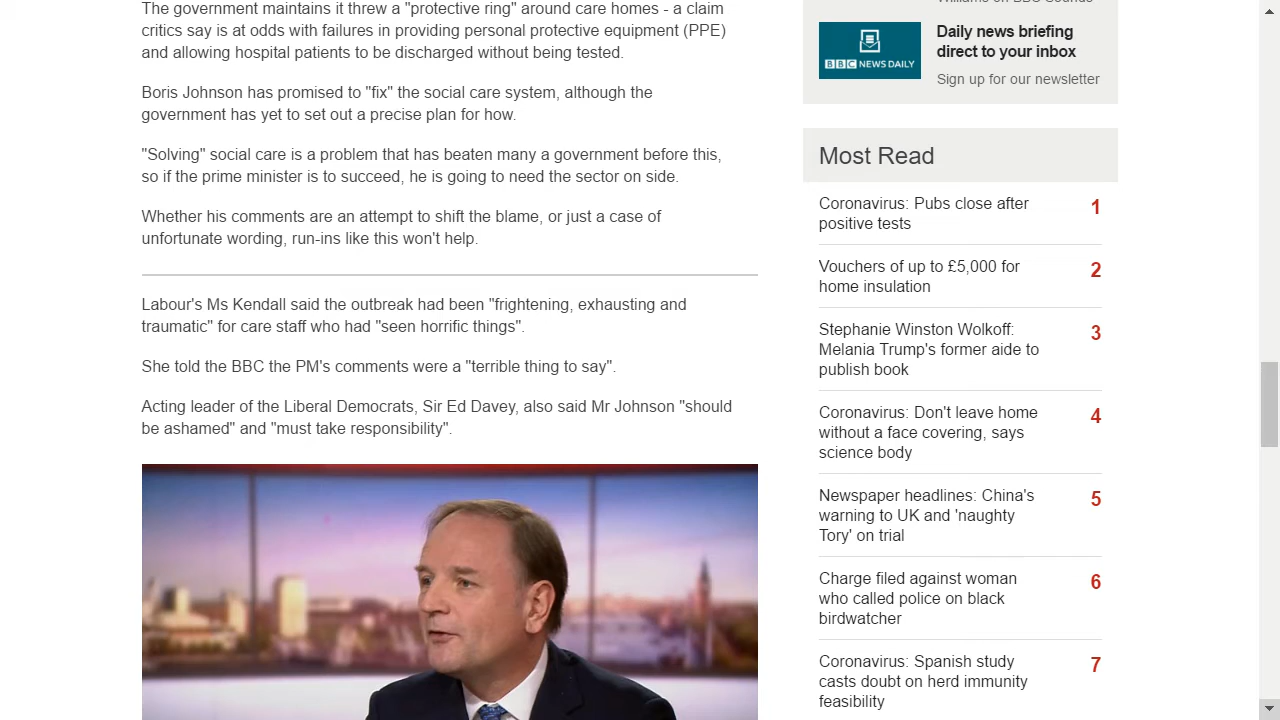 The government maintains it threw a "protective ring" around care homes - a claim
critics say is at odds with failures in providing personal protective equipment (PPE)
and allowing hospital patients to be discharged without being tested.
Boris Johnson has promised to "fix" the social care system, although the
government has yet to set out a precise plan for how.
"Solving" social care is a problem that has beaten many a government before this,
so if the prime minister is to succeed, he is going to need the sector on side.
Whether his comments are an attempt to shift the blame, or just a case of
unfortunate wording, run-ins like this won't help.
Labour's Ms Kendall said the outbreak had been "frightening, exhausting and
traumatic" for care staff who had "seen horrific things".
She told the BBC the PM's comments were a "terrible thing to say".
Acting leader of the Liberal Democrats, Sir Ed Davey, also said Mr Johnson "should
be ashamed" and "must take responsibility".
Williams on BBC Sounds
BBC NEWS DAILY
Daily news briefing
direct to your inbox
Sign up for our newsletter
Most Read
Coronavirus: Pubs close after
positive tests
1
Vouchers of up to £5,000 for
home insulation
2
Stephanie Winston Wolkoff:
Melania Trump's former aide to
publish book
3
Coronavirus: Don't leave home
without a face covering, says
science body
4
Newspaper headlines: China's
warning to UK and 'naughty
Tory' on trial
5
Charge filed against woman
who called police on black
birdwatcher
6
Coronavirus: Spanish study
casts doubt on herd immunity
feasibility
7